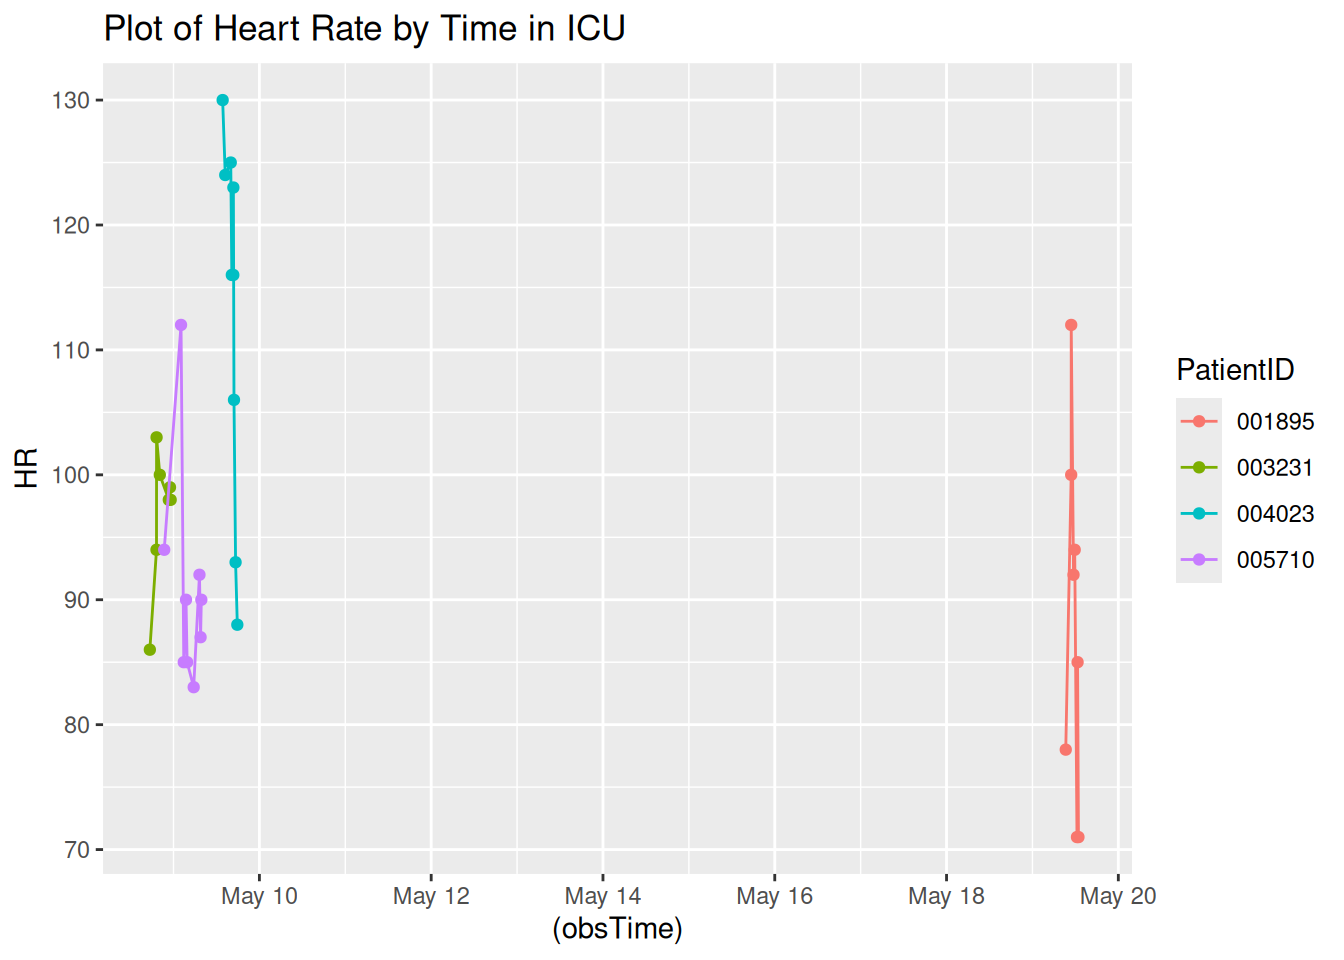 Plot of Heart Rate by Time in ICU
130
120
110
100
90
80
70
HR
May 10
May 12
May 14
May 16
May 18
May 20
(obsTime)
PatientID
001895
003231
004023
005710